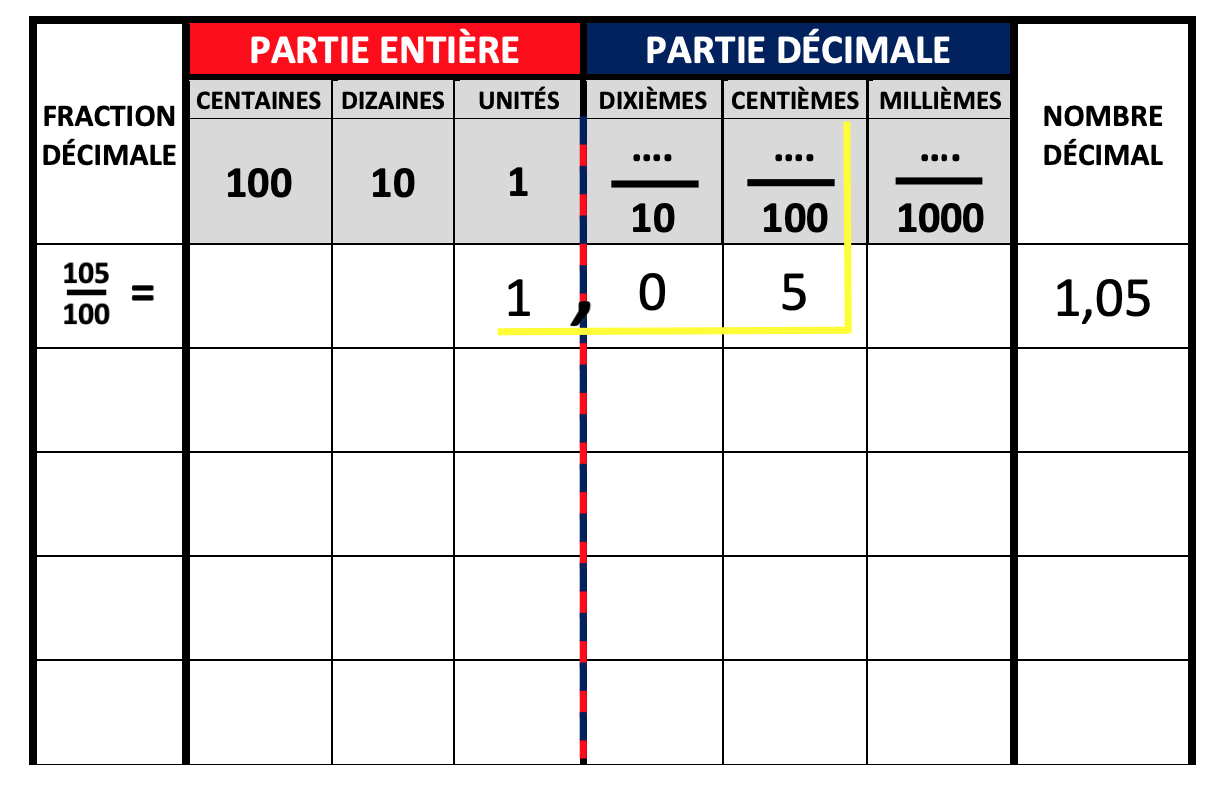 PARTIE ENTIÈRE PARTIE DÉCIMALE
FRACTION DÉCIMALE CENTAINES DIZAINES UNITÉS DIXIÈMES CENTIÈMES MILLIÈMES NOMBRE DÉCIMAL
100 10 1 ..../10 ..../100 ..../1000
105/100 = 1 , 0 5 1,05